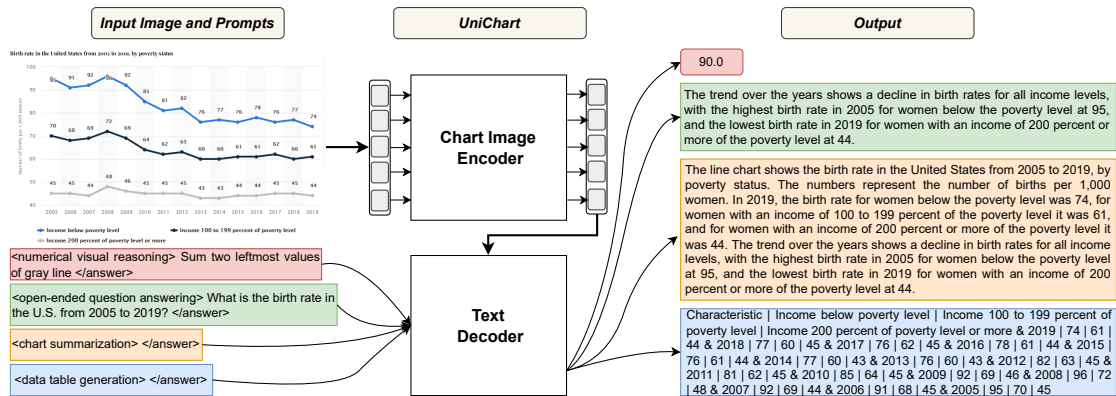 Input Image and Prompts
UniChart
Output
Birth rate in the United States from 2005 to 2019, by poverty status
Number of births per 1,000 women
100
90
80
70
60
50
40
95 91 92 96 92 85 81 82 76 77 76 78 76 77 74
70 68 69 72 69 64 62 63 60 60 61 61 62 60 61
45 45 44 48 46 45 45 45 43 43 44 44 45 45 44
2005 2006 2007 2008 2009 2010 2011 2012 2013 2014 2015 2016 2017 2018 2019
Income below poverty level
Income 100 to 199 percent of poverty level
Income 200 percent of poverty level or more
<numerical visual reasoning> Sum two leftmost values
of gray line </answer>
<open-ended question answering> What is the birth rate in
the U.S. from 2005 to 2019? </answer>
<chart summarization> </answer>
<data table generation> </answer>
Chart Image
Encoder
Text
Decoder
90.0
The trend over the years shows a decline in birth rates for all income levels,
with the highest birth rate in 2005 for women below the poverty level at 95,
and the lowest birth rate in 2019 for women with an income of 200 percent or
more of the poverty level at 44.
The line chart shows the birth rate in the United States from 2005 to 2019, by
poverty status. The numbers represent the number of births per 1,000
women. In 2019, the birth rate for women below the poverty level was 74, for
women with an income of 100 to 199 percent of the poverty level it was 61,
and for women with an income of 200 percent or more of the poverty level it
was 44. The trend over the years shows a decline in birth rates for all income
levels, with the highest birth rate in 2005 for women below the poverty level
at 95, and the lowest birth rate in 2019 for women with an income of 200
percent or more of the poverty level at 44.
Characteristic | Income below poverty level | Income 100 to 199 percent of
poverty level | Income 200 percent of poverty level or more & 2019 | 74 | 61 |
44 & 2018 | 77 | 60 | 45 & 2017 | 76 | 62 | 45 & 2016 | 78 | 61 | 44 & 2015 |
76 | 61 | 44 & 2014 | 77 | 60 | 43 & 2013 | 76 | 60 | 43 & 2012 | 82 | 63 | 45 &
2011 | 81 | 62 | 45 & 2010 | 85 | 64 | 45 & 2009 | 92 | 69 | 46 & 2008 | 96 | 72
| 48 & 2007 | 92 | 69 | 44 & 2006 | 91 | 68 | 45 & 2005 | 95 | 70 | 45